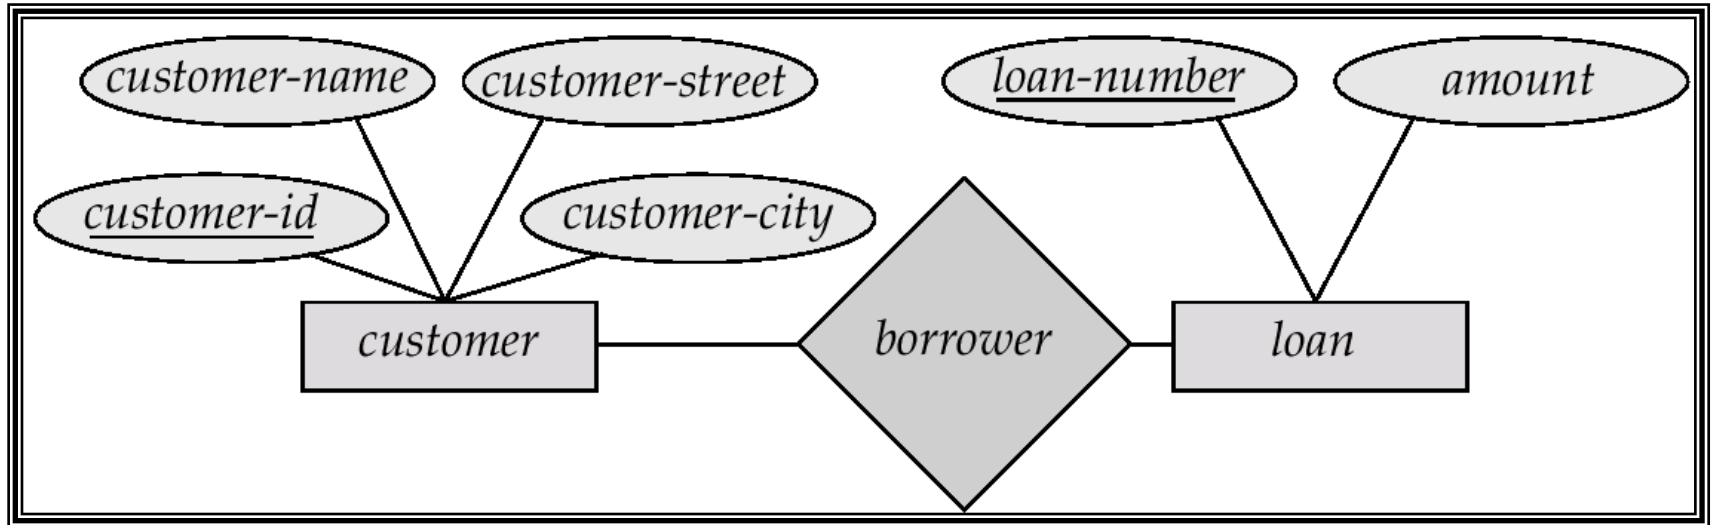 customer-name
customer-street
loan-number
amount
customer-id
customer-city
customer
borrower
loan